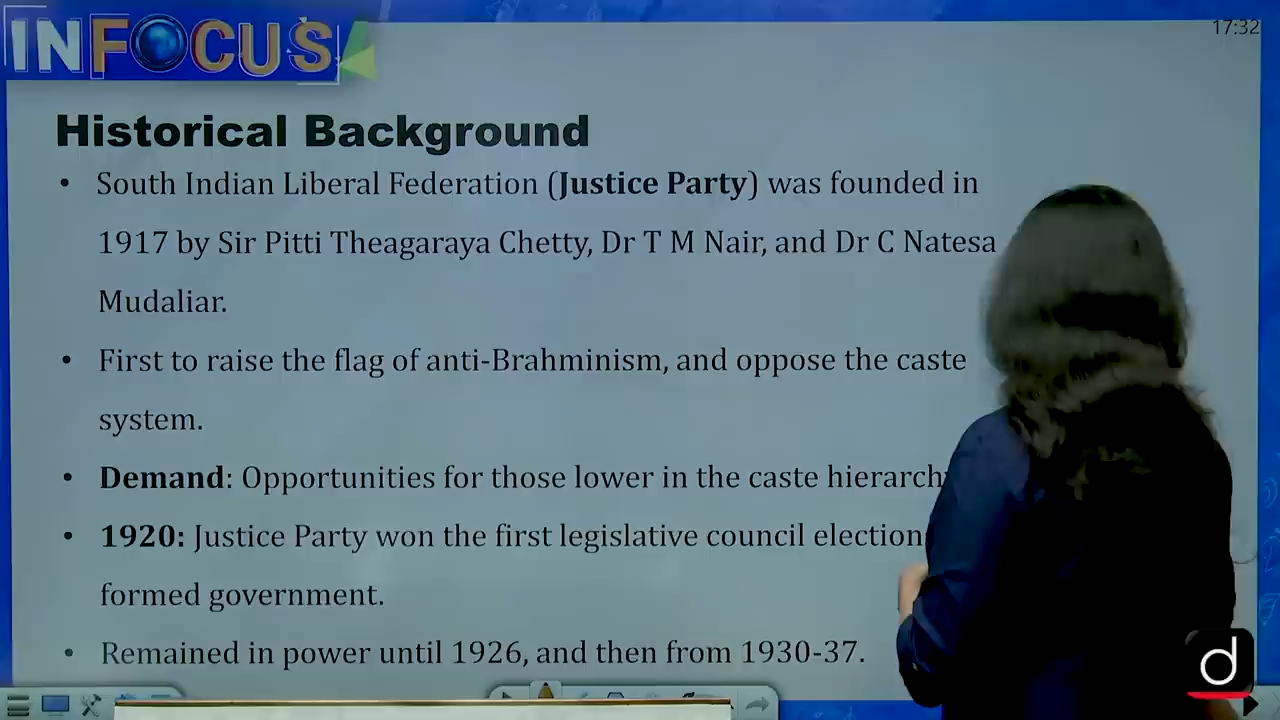 INFOCUS
17:32
Historical Background
• South Indian Liberal Federation (Justice Party) was founded in
1917 by Sir Pitti Theagaraya Chetty, Dr T M Nair, and Dr C Natesa
Mudaliar.
• First to raise the flag of anti-Brahminism, and oppose the caste
system.
• Demand: Opportunities for those lower in the caste
• 1920: Justice Party won the first legislative council
formed government.
• Remained in power until 1926, and then from 1930-37.
d